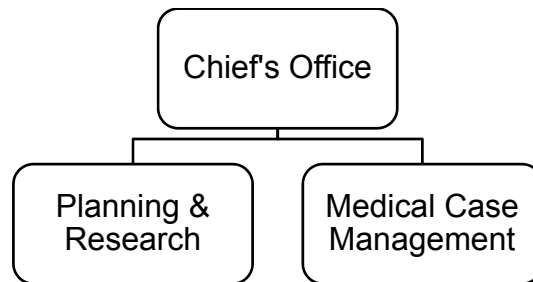 Chief's Office
Planning &
Research
Medical Case
Management